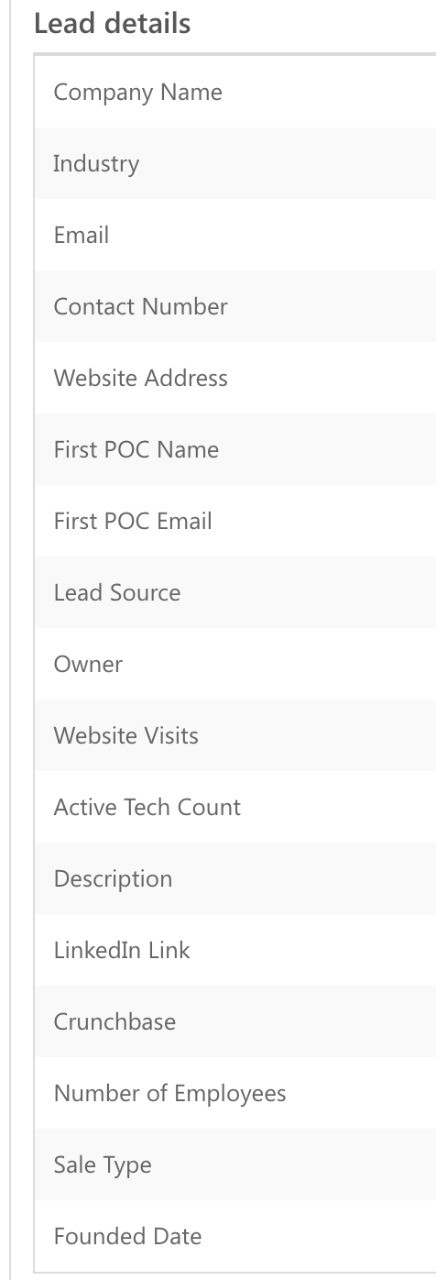 Lead details
Company Name
Industry
Email
Contact Number
Website Address
First POC Name
First POC Email
Lead Source
Owner
Website Visits
Active Tech Count
Description
LinkedIn Link
Crunchbase
Number of Employees
Sale Type
Founded Date